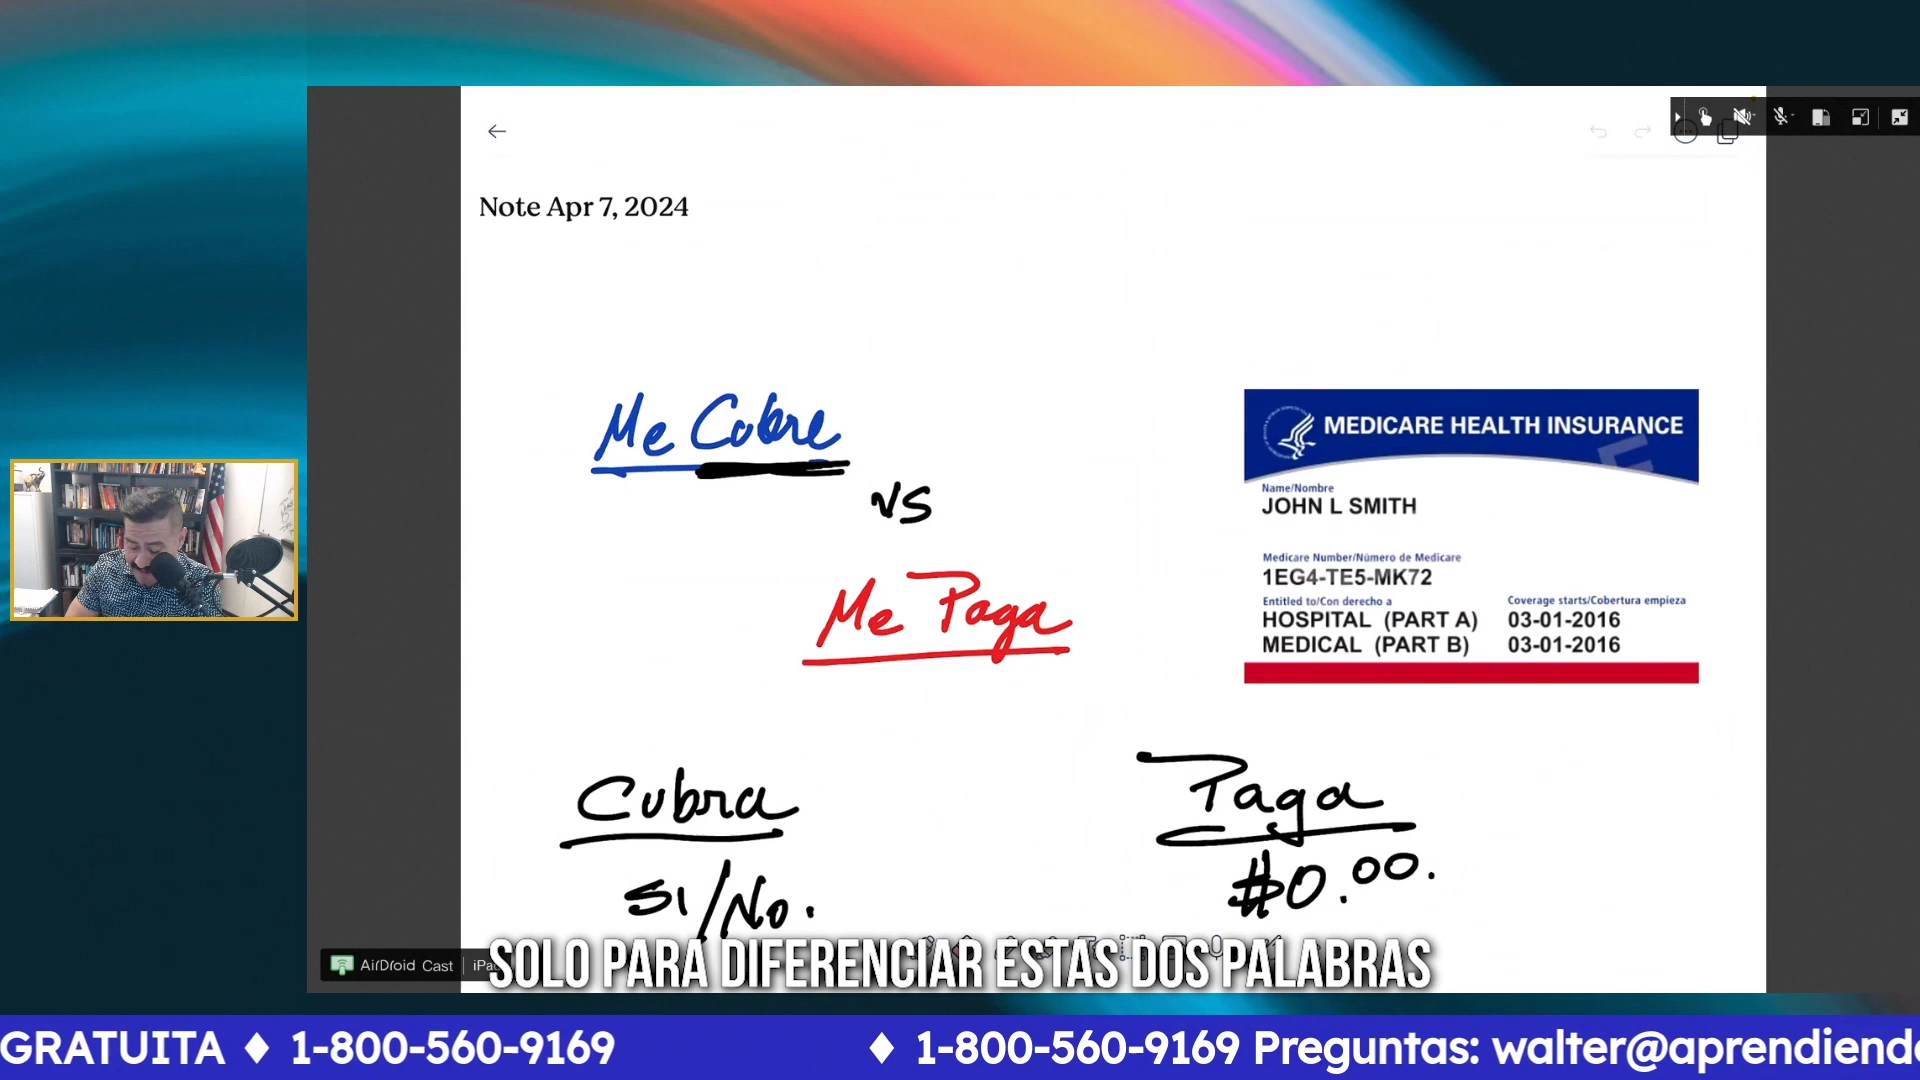 Note Apr 7, 2024
Me Cubre
vs
Me Paga
MEDICARE HEALTH INSURANCE
Name/Nombre
JOHN L SMITH
Medicare Number/Número de Medicare
1EG4-TE5-MK72
Entitled to/Con derecho a
Coverage starts/Cobertura empieza
HOSPITAL (PART A) 03-01-2016
MEDICAL (PART B) 03-01-2016
Cubra
Paga
SI/No.
$0.00.
AirDroid Cast
SOLO PARA DIFERENCIAR ESTAS DOS PALABRAS
GRATUITA ♦ 1-800-560-9169 ♦ 1-800-560-9169 Preguntas: walter@aprendiend